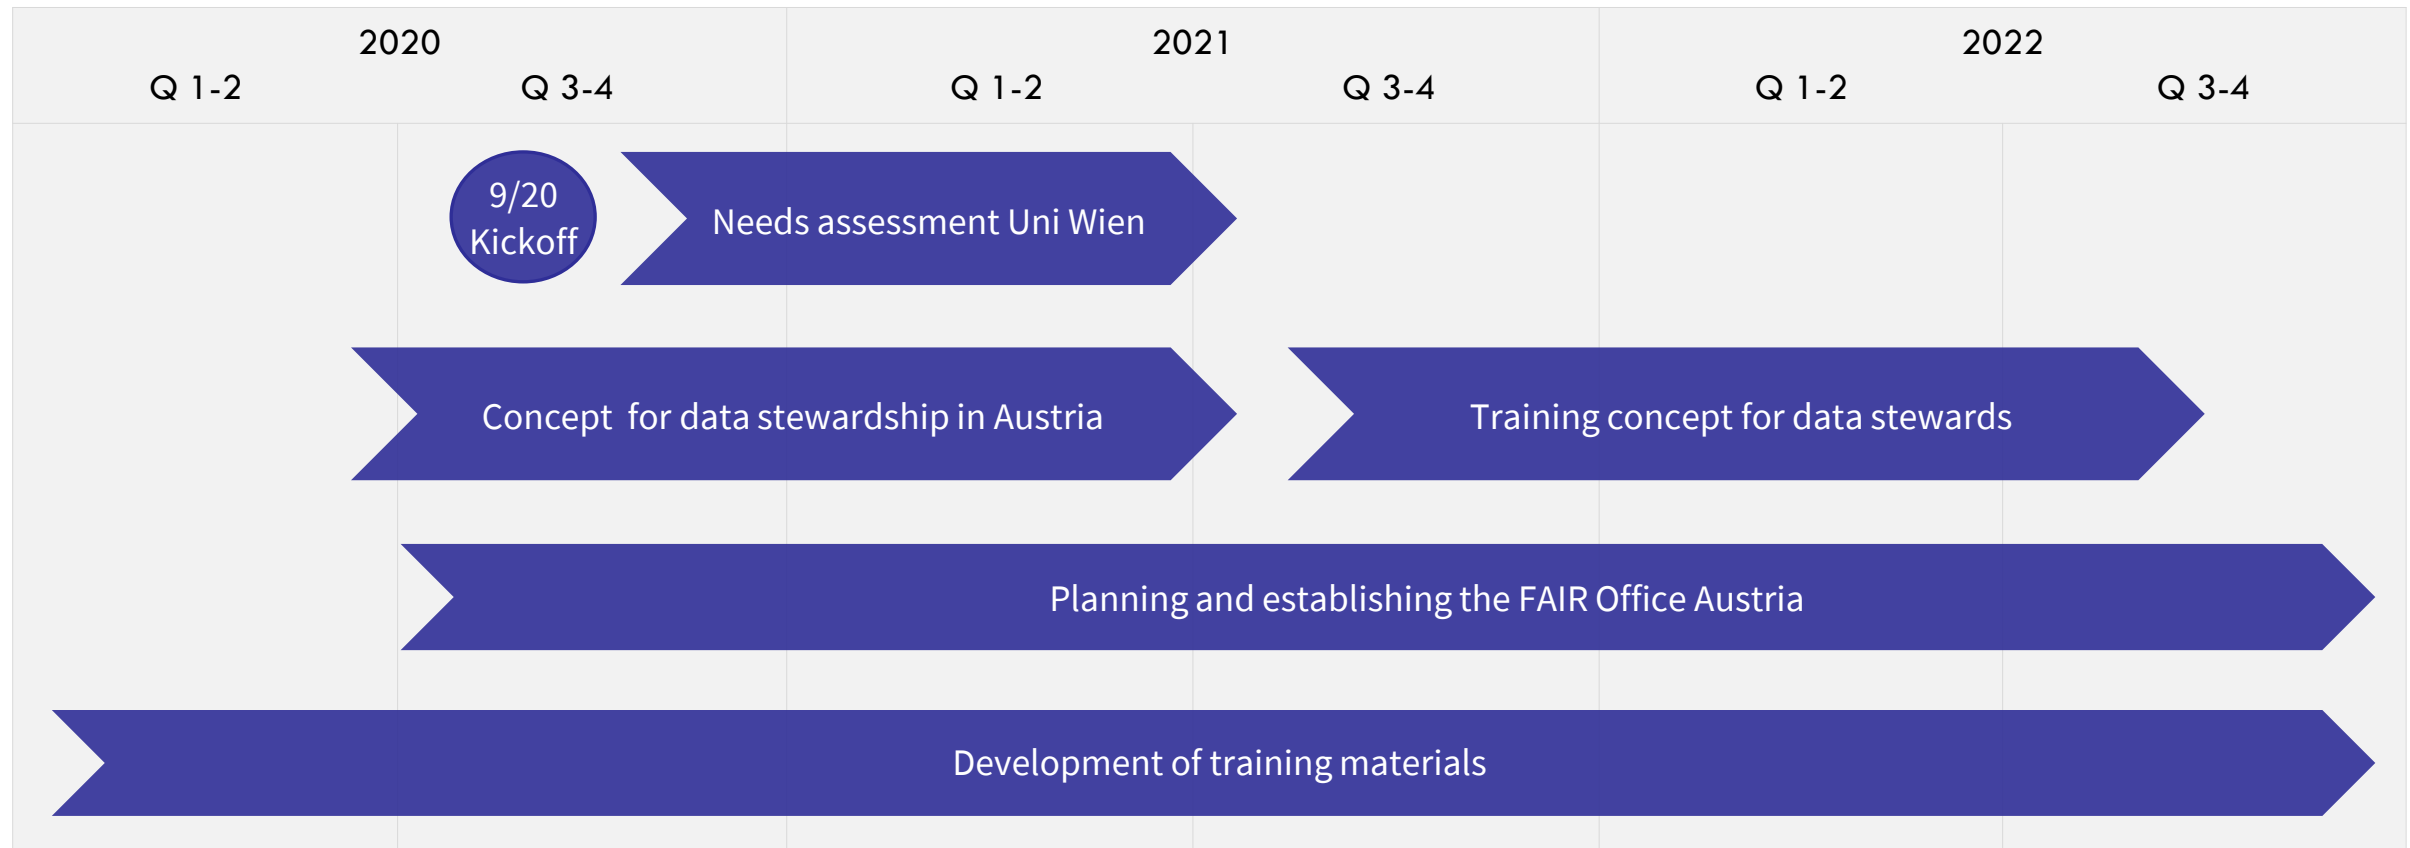 2020 2021 2022
Q 1-2 Q 3-4 Q 1-2 Q 3-4 Q 1-2 Q 3-4
9/20
Kickoff
Needs assessment Uni Wien
Concept for data stewardship in Austria
Training concept for data stewards
Planning and establishing the FAIR Office Austria
Development of training materials